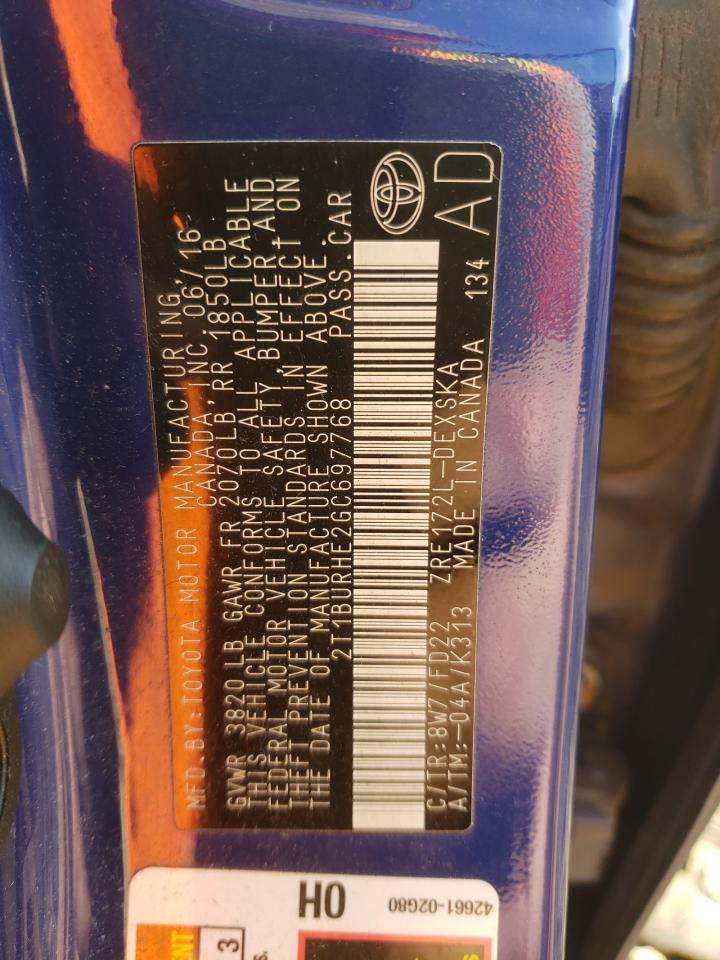 MFD.BY:TOYOTA MOTOR MANUFACTURING
CANADA,INC.06/16
GVWR 3820 LB GAWR FR 2070LB,RR 1850LB
THIS VEHICLE CONFORMS TO ALL APPLICABLE
FEDERAL MOTOR VEHICLE SAFETY,BUMPER,AND
THEFT PREVENTION STANDARDS IN EFFECT ON
THE DATE OF MANUFACTURE SHOWN ABOVE.
2T1BURHE2GC697768 PASS.CAR
C/TR:8W7/FD22 ZRE172L-DEXSKA
A/TM:-04A/K313 MADE IN CANADA 134
AD
OH
42661-02G80
3